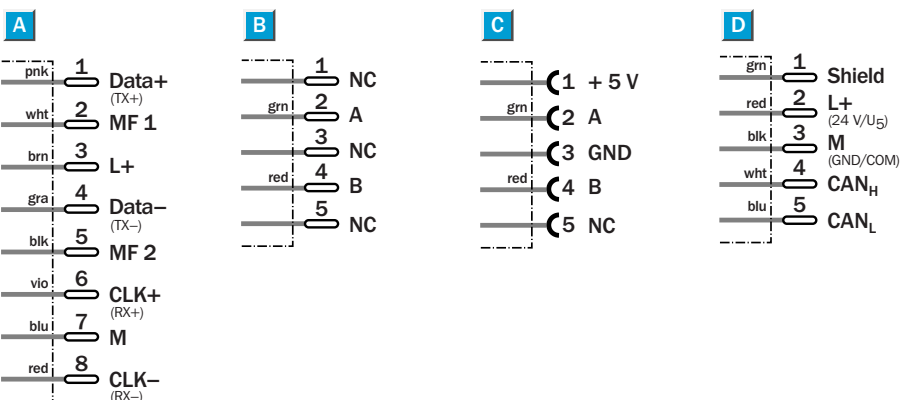 A
pnk 1 Data+
(TX+)
wht 2 MF 1
brn 3 L+
gra 4 Data–
(TX–)
blk 5 MF 2
vio 6 CLK+
(RX+)
blu 7 M
red 8 CLK–
(RX–)
B
1 NC
grn 2 A
3 NC
red 4 B
5 NC
C
1 + 5 V
grn 2 A
3 GND
red 4 B
5 NC
D
grn 1 Shield
red 2 L+
(24 V/U5)
blk 3 M
(GND/COM)
wht 4 CANH
blu 5 CANL